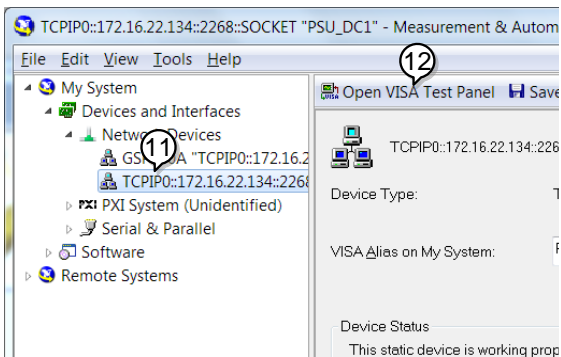 TCPIP0::172.16.22.134::2268::SOCKET "PSU_DC1" - Measurement & Autom
File Edit View Tools Help
12
My System
Open VISA Test Panel Save
Devices and Interfaces
Network Devices
11
"TCPIP0::172.16.2
TCPIP0::172.16.22.134::226
TCPIP0::172.16.22.134::2268
Device Type:
PXI PXI System (Unidentified)
Serial & Parallel
VISA Alias on My System:
Software
Remote Systems
Device Status
This static device is working prop